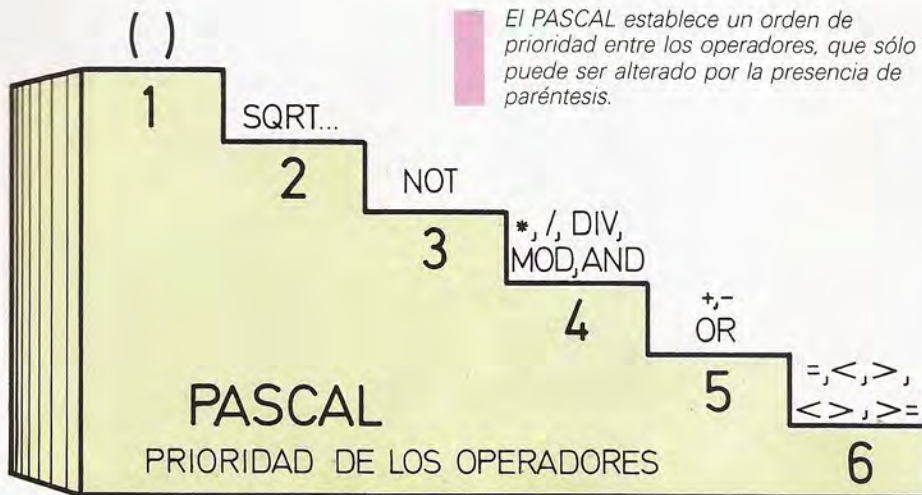 El PASCAL establece un orden de
prioridad entre los operadores, que sólo
puede ser alterado por la presencia de
paréntesis.
( )
1
SQRT...
2
NOT
3
*, /, DIV,
MOD, AND
4
+,-
OR
5
=,<,>,
<>,>=
6
PASCAL
PRIORIDAD DE LOS OPERADORES